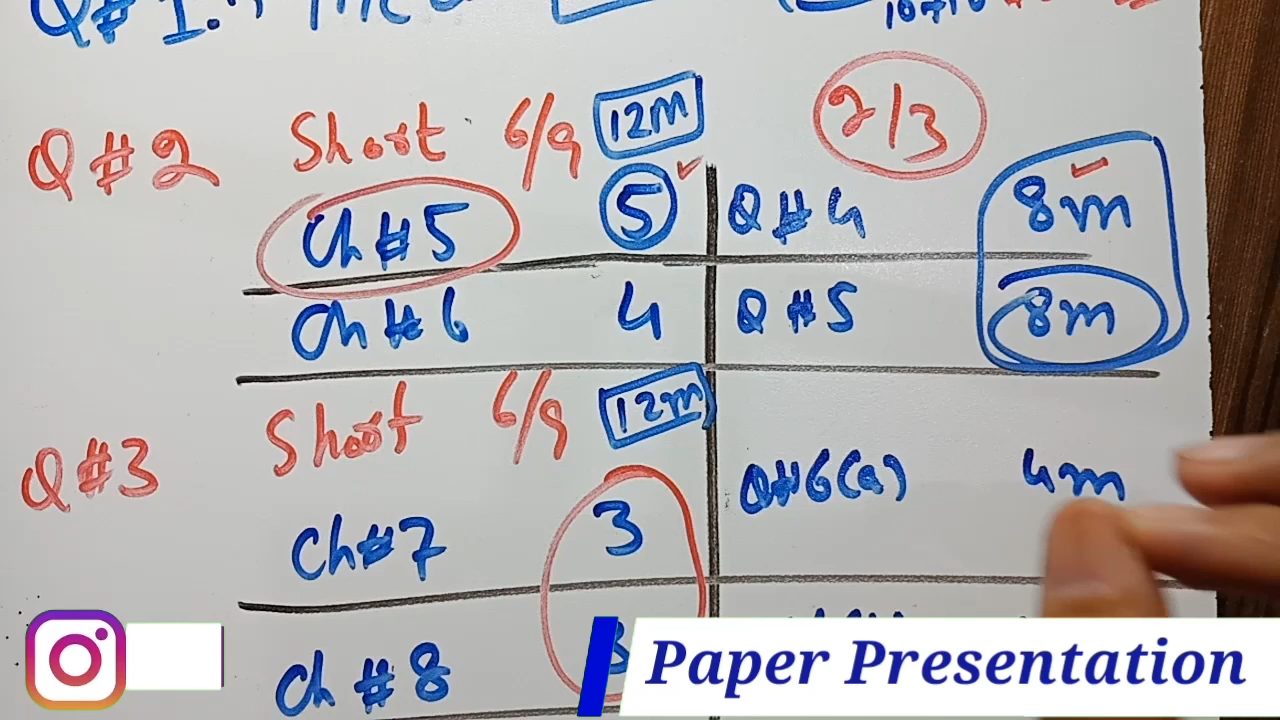 Q#1.
Q#2 Short 6/9 12m 2/3
Ch#5 5 Q#4 8m
Ch#6 4 Q#5 8m
Short 6/9 12m
Q#3 Q#6(a) 4m
Ch#7 3
Ch#8
Paper Presentation